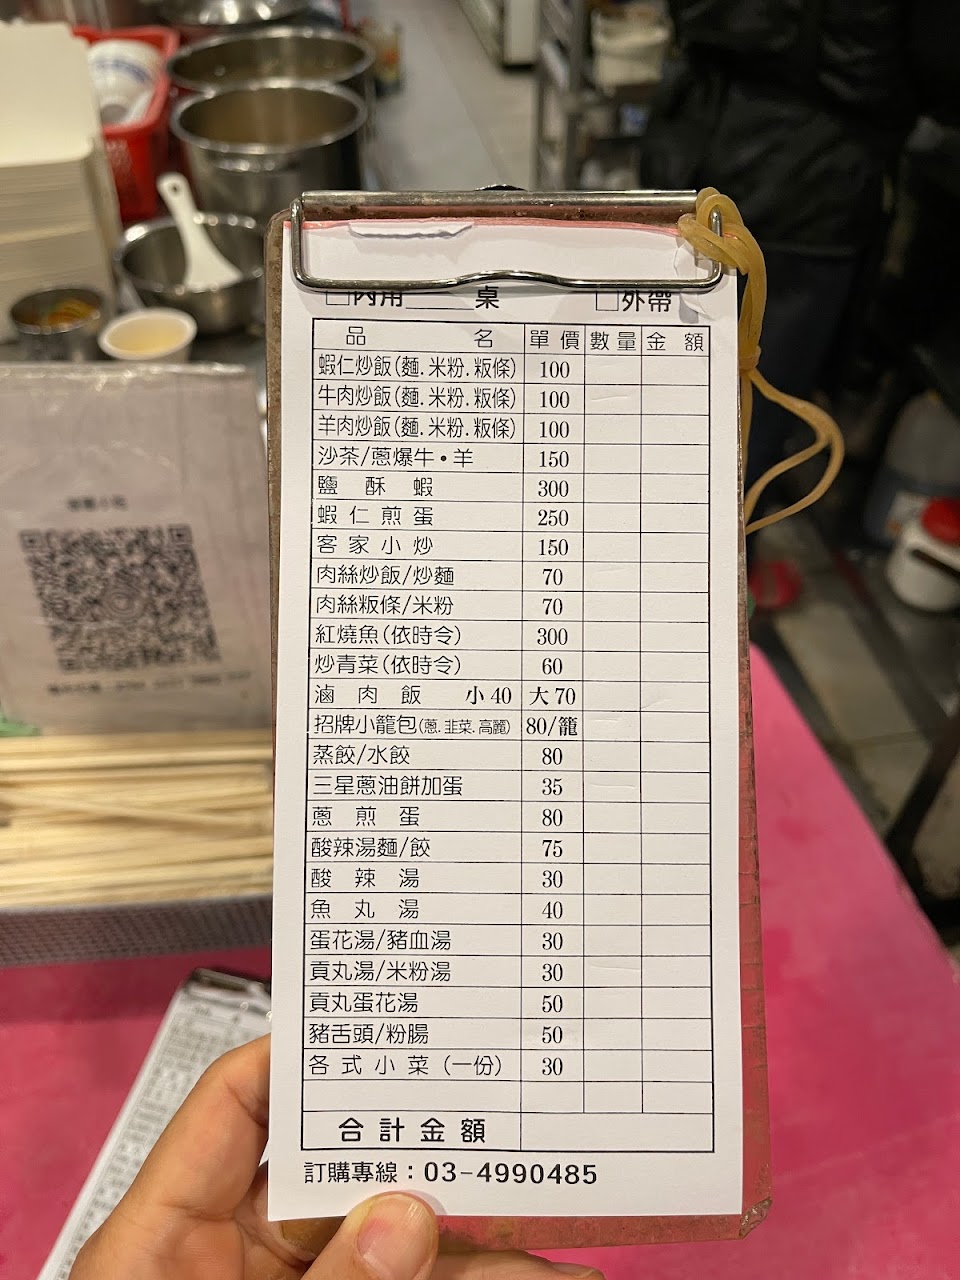 □內用 桌 □外帶
品名 單價 數量 金額
蝦仁炒飯(麵.米粉.粄條) 100
牛肉炒飯(麵.米粉.粄條) 100
羊肉炒飯(麵.米粉.粄條) 100
沙茶/蔥爆牛•羊 150
鹽酥蝦 300
蝦仁煎蛋 250
客家小炒 150
肉絲炒飯/炒麵 70
肉絲粄條/米粉 70
紅燒魚(依時令) 300
炒青菜(依時令) 60
滷肉飯 小40 大70
招牌小籠包(蔥.韭菜.高麗) 80/籠
蒸餃/水餃 80
三星蔥油餅加蛋 35
蔥煎蛋 80
酸辣湯麵/餃 75
酸辣湯 30
魚丸湯 40
蛋花湯/豬血湯 30
貢丸湯/米粉湯 30
貢丸蛋花湯 50
豬舌頭/粉腸 50
各式小菜(一份) 30
合計金額
訂購專線：03-4990485